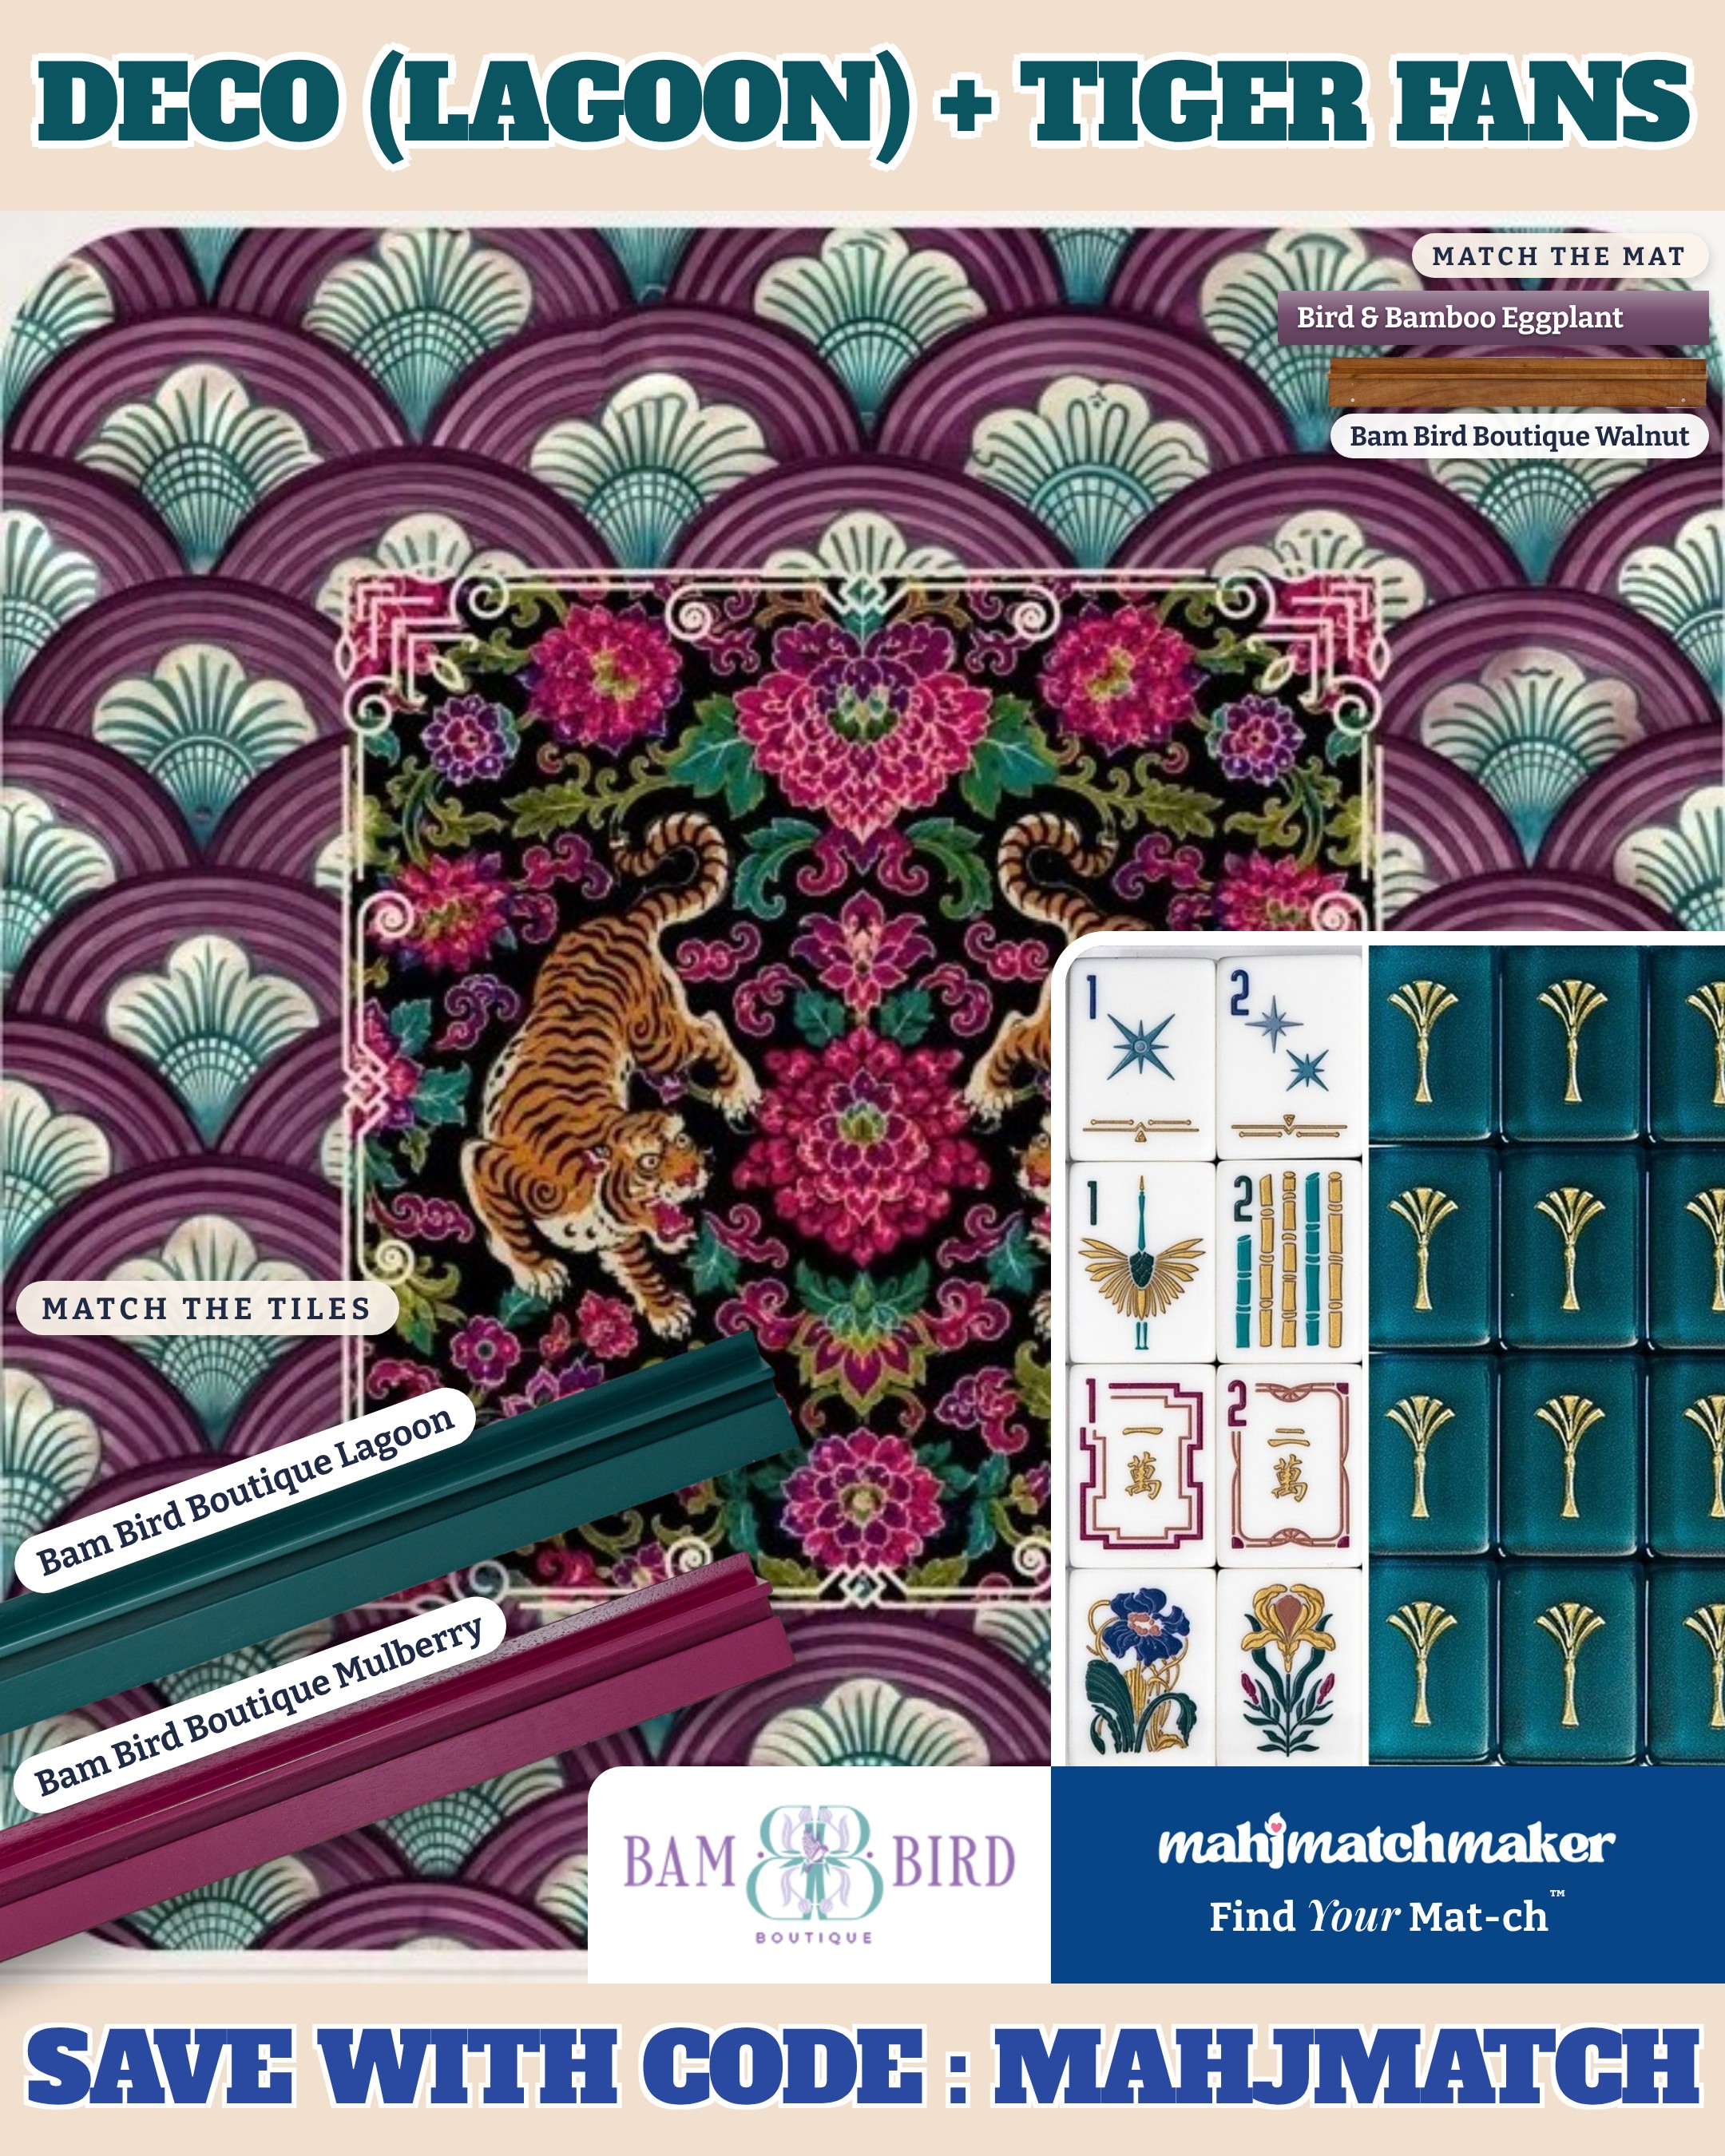 DECO (LAGOON) + TIGER FANS
MATCH THE MAT
Bird & Bamboo Eggplant
Bam Bird Boutique Walnut
1
2
1
2
MATCH THE TILES
Bam Bird Boutique Lagoon
1
2
一
二
萬
萬
Bam Bird Boutique Mulberry
BAM BIRD
BOUTIQUE
mahjmatchmaker
Find Your Mat-ch™
SAVE WITH CODE : MAHJMATCH